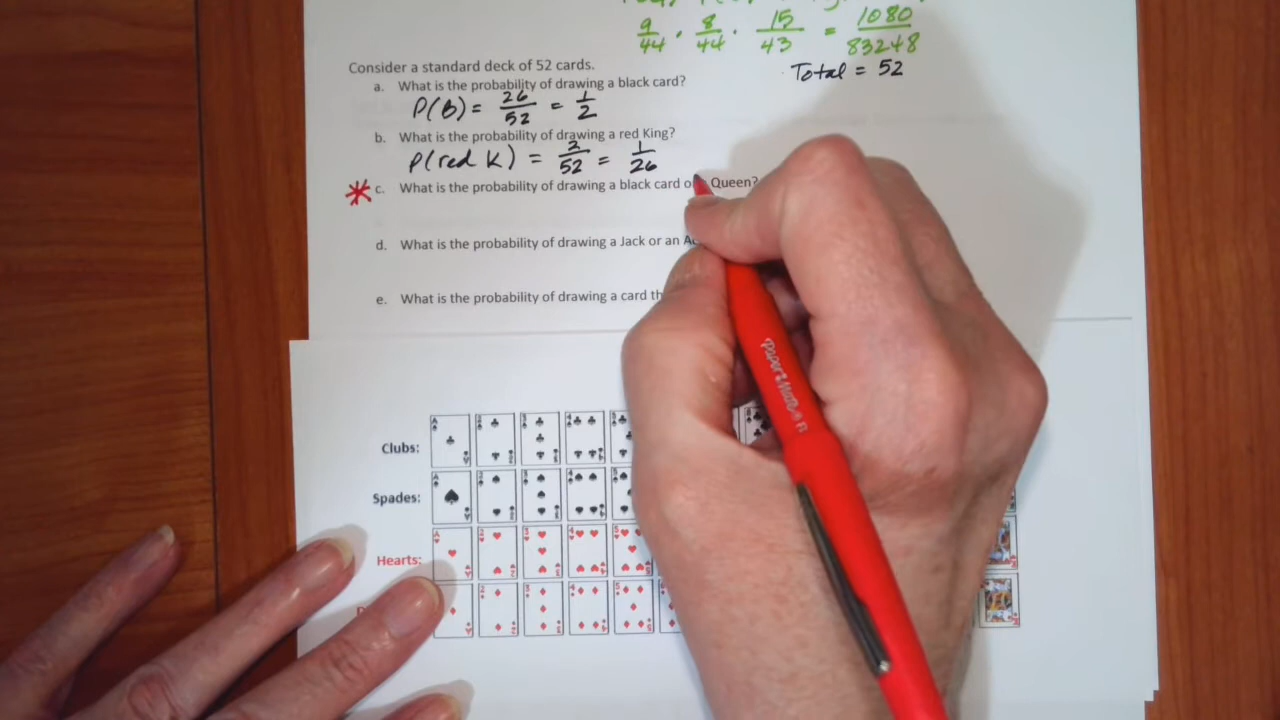 9/44 · 8/44 · 15/43 = 1080/83248
Total = 52
Consider a standard deck of 52 cards.
a. What is the probability of drawing a black card?
P(B) = 26/52 = 1/2
b. What is the probability of drawing a red King?
P(red K) = 2/52 = 1/26
* c. What is the probability of drawing a black card Queen?
d. What is the probability of drawing a Jack or an
e. What is the probability of drawing a card
Clubs:
Spades:
Hearts:
Paper Mate